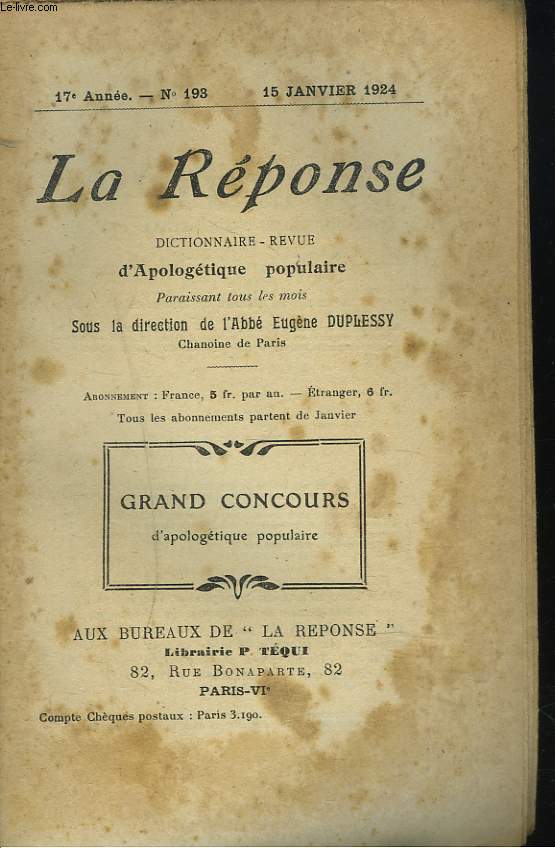 Le-livre.com
17e Année. — No 193 15 JANVIER 1924
La Réponse
DICTIONNAIRE - REVUE
d'Apologétique populaire
Paraissant tous les mois
Sous la direction de l'Abbé Eugène DUPLESSY
Chanoine de Paris
ABONNEMENT : France, 5 fr. par an. — Étranger, 6 fr.
Tous les abonnements partent de Janvier
GRAND CONCOURS
d'apologétique populaire
AUX BUREAUX DE " LA REPONSE "
Librairie P. TÉQUI
82, RUE BONAPARTE, 82
PARIS-VIe
Compte Chèques postaux : Paris 3.190.